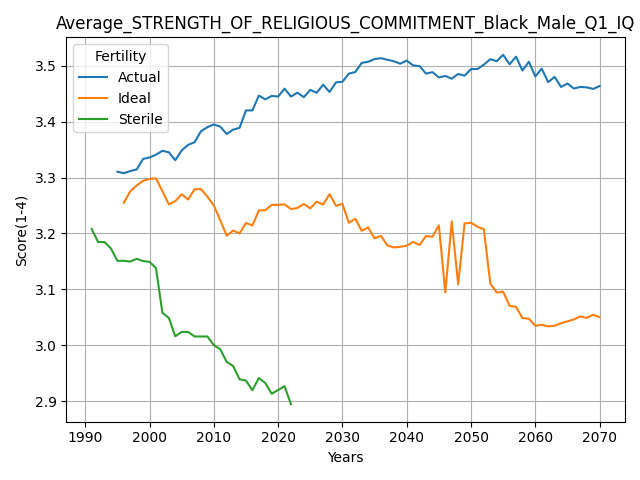 Average_STRENGTH_OF_RELIGIOUS_COMMITMENT_Black_Male_Q1_IQ
Fertility
Actual
Ideal
Sterile
Score(1-4)
3.5
3.4
3.3
3.2
3.1
3.0
2.9
1990 2000 2010 2020 2030 2040 2050 2060 2070
Years